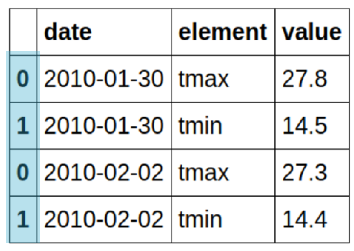 date element value
0 2010-01-30 tmax 27.8
1 2010-01-30 tmin 14.5
0 2010-02-02 tmax 27.3
1 2010-02-02 tmin 14.4